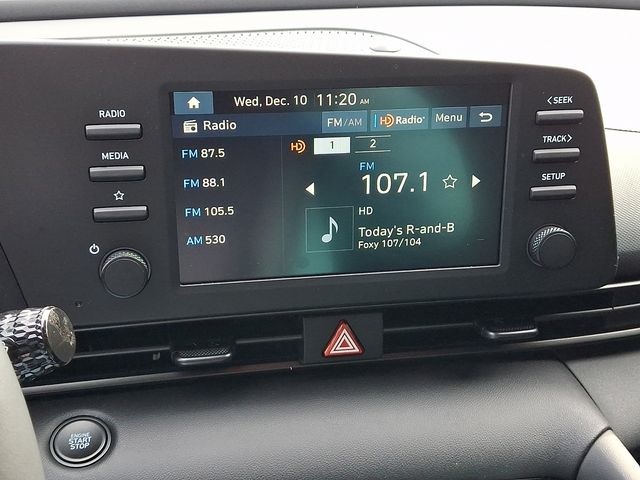 Wed, Dec. 10 11:20 AM
RADIO
MEDIA
<SEEK
TRACK>
SETUP
Radio
FM/AM
HD Radio
Menu
FM 87.5
FM 88.1
FM 105.5
AM 530
HD 1 2
FM
107.1
HD
Today's R-and-B
Foxy 107/104
ENGINE
START
STOP